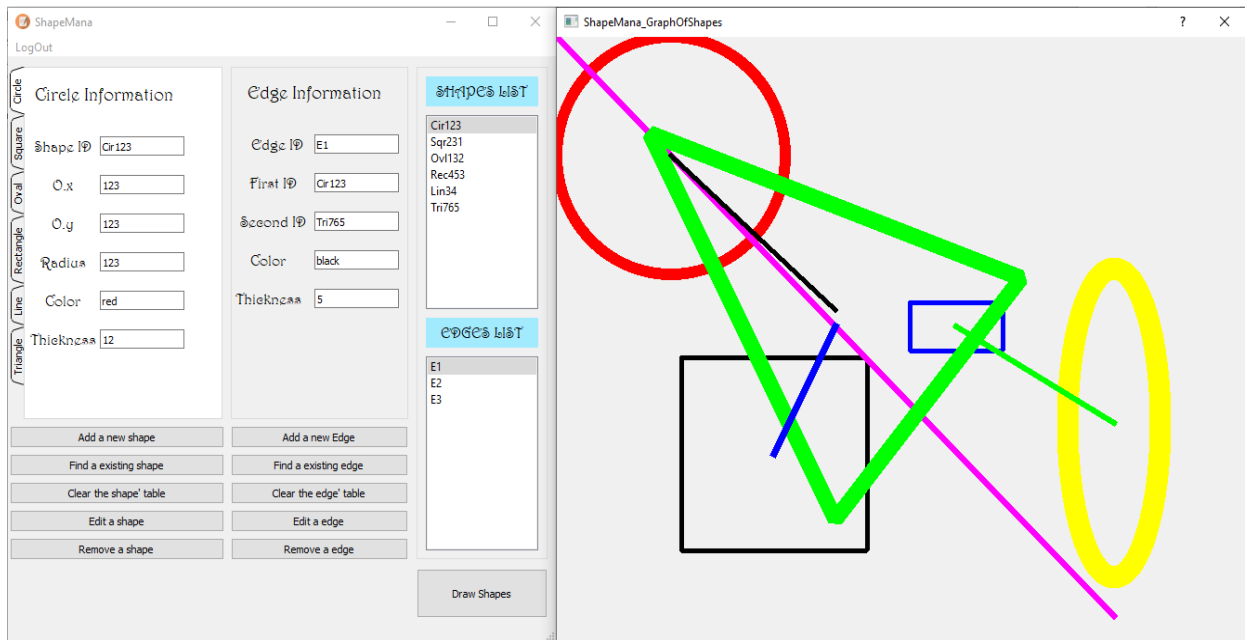 ShapeMana
LogOut
Circle
Square
Oval
Rectangle
Line
Triangle
Circle Information
Shape ID Cir123
O.x 123
O.y 123
Radius 123
Color red
Thickness 12
Edge Information
Edge ID E1
First ID Cir123
Second ID Tri765
Color black
Thickness 5
SHAPES LIST
Cir123
Sqr231
Ovl132
Rec453
Lin34
Tri765
EDGES LIST
E1
E2
E3
Add a new shape
Find a existing shape
Clear the shape' table
Edit a shape
Remove a shape
Add a new Edge
Find a existing edge
Clear the edge' table
Edit a edge
Remove a edge
Draw Shapes
ShapeMana_GraphOfShapes
?